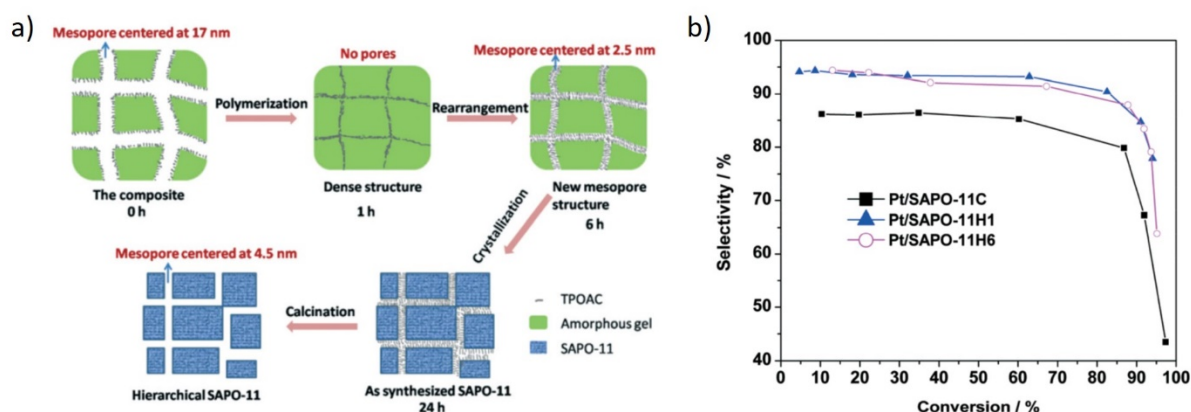 a)
Mesopore centered at 17 nm
No pores
Mesopore centered at 2.5 nm
Polymerization
Rearrangement
The composite
0 h
Dense structure
1 h
New mesopore
structure
6 h
Crystallization
Mesopore centered at 4.5 nm
Calcination
TPOAC
Amorphous gel
SAPO-11
Hierarchical SAPO-11
As synthesized SAPO-11
24 h
b)
100
90
80
70
60
50
40
Selectivity / %
Pt/SAPO-11C
Pt/SAPO-11H1
Pt/SAPO-11H6
0 10 20 30 40 50 60 70 80 90 100
Conversion / %